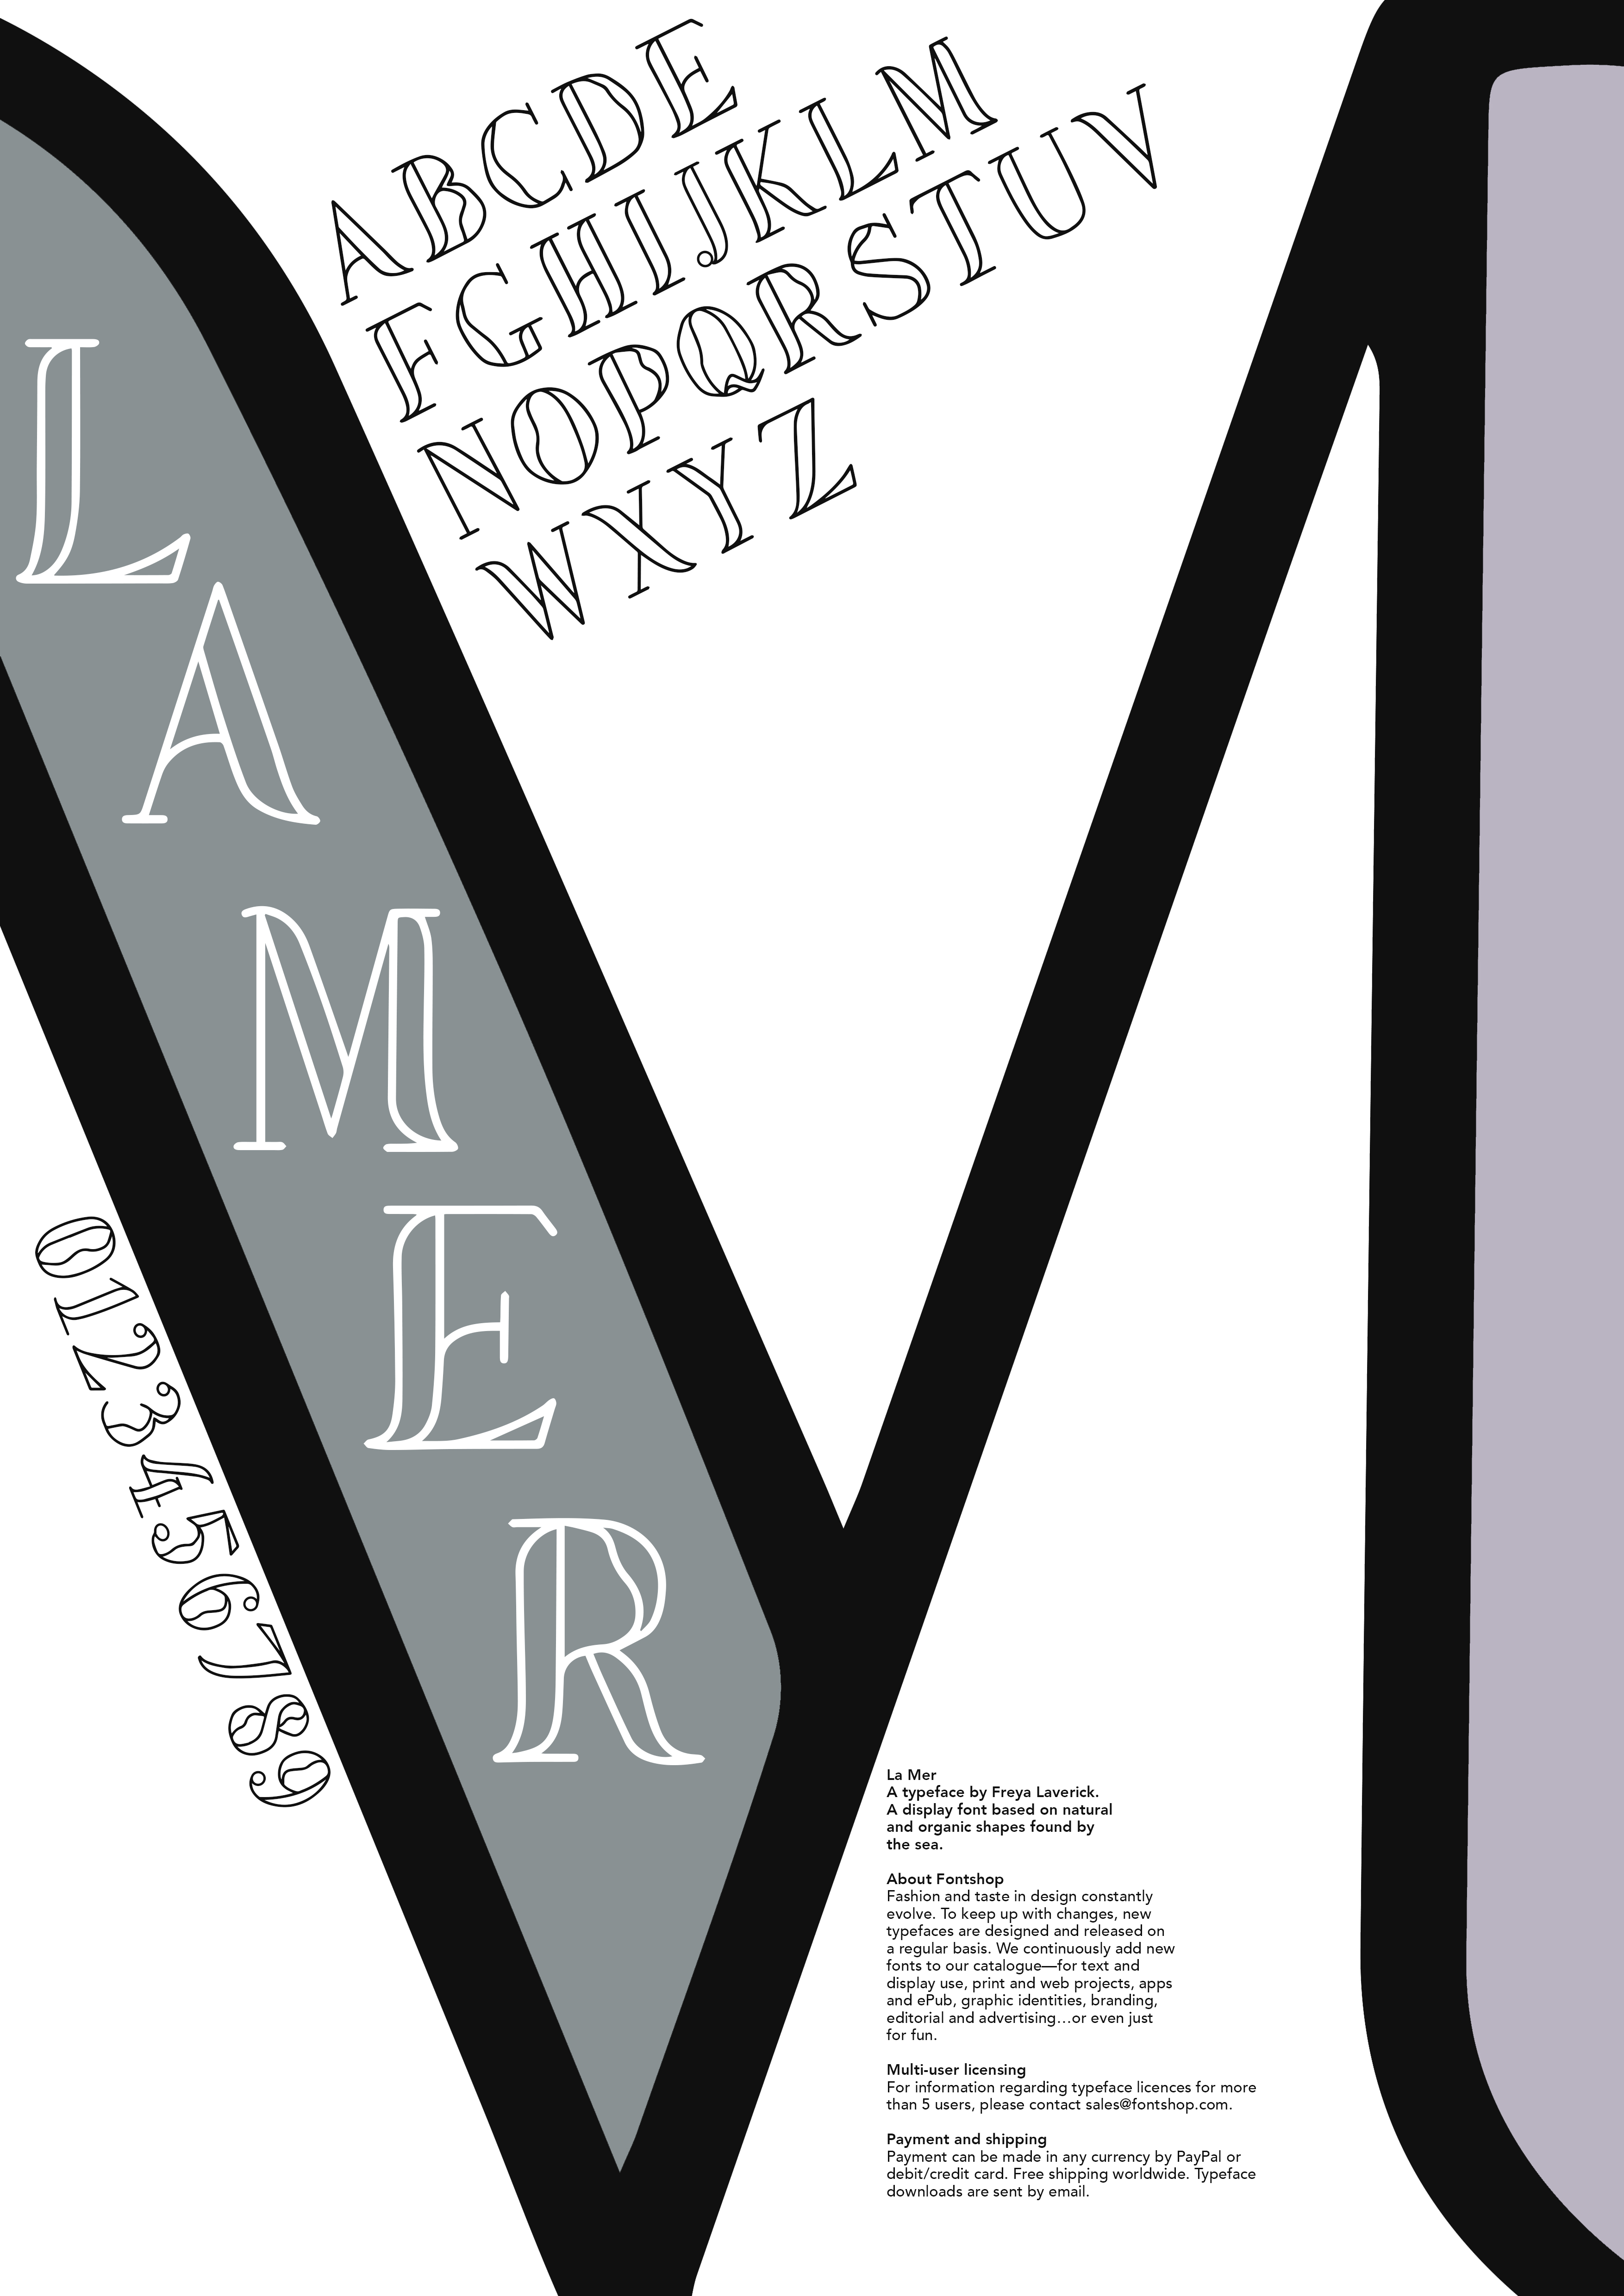 ABCDE
FGHIJKLM
NOPQRSTUV
WXYZ
L
A
M
E
R
0123456789
La Mer
A typeface by Freya Laverick.
A display font based on natural
and organic shapes found by
the sea.
About Fontshop
Fashion and taste in design constantly
evolve. To keep up with changes, new
typefaces are designed and released on
a regular basis. We continuously add new
fonts to our catalogue—for text and
display use, print and web projects, apps
and ePub, graphic identities, branding,
editorial and advertising…or even just
for fun.
Multi-user licensing
For information regarding typeface licences for more
than 5 users, please contact sales@fontshop.com.
Payment and shipping
Payment can be made in any currency by PayPal or
debit/credit card. Free shipping worldwide. Typeface
downloads are sent by email.